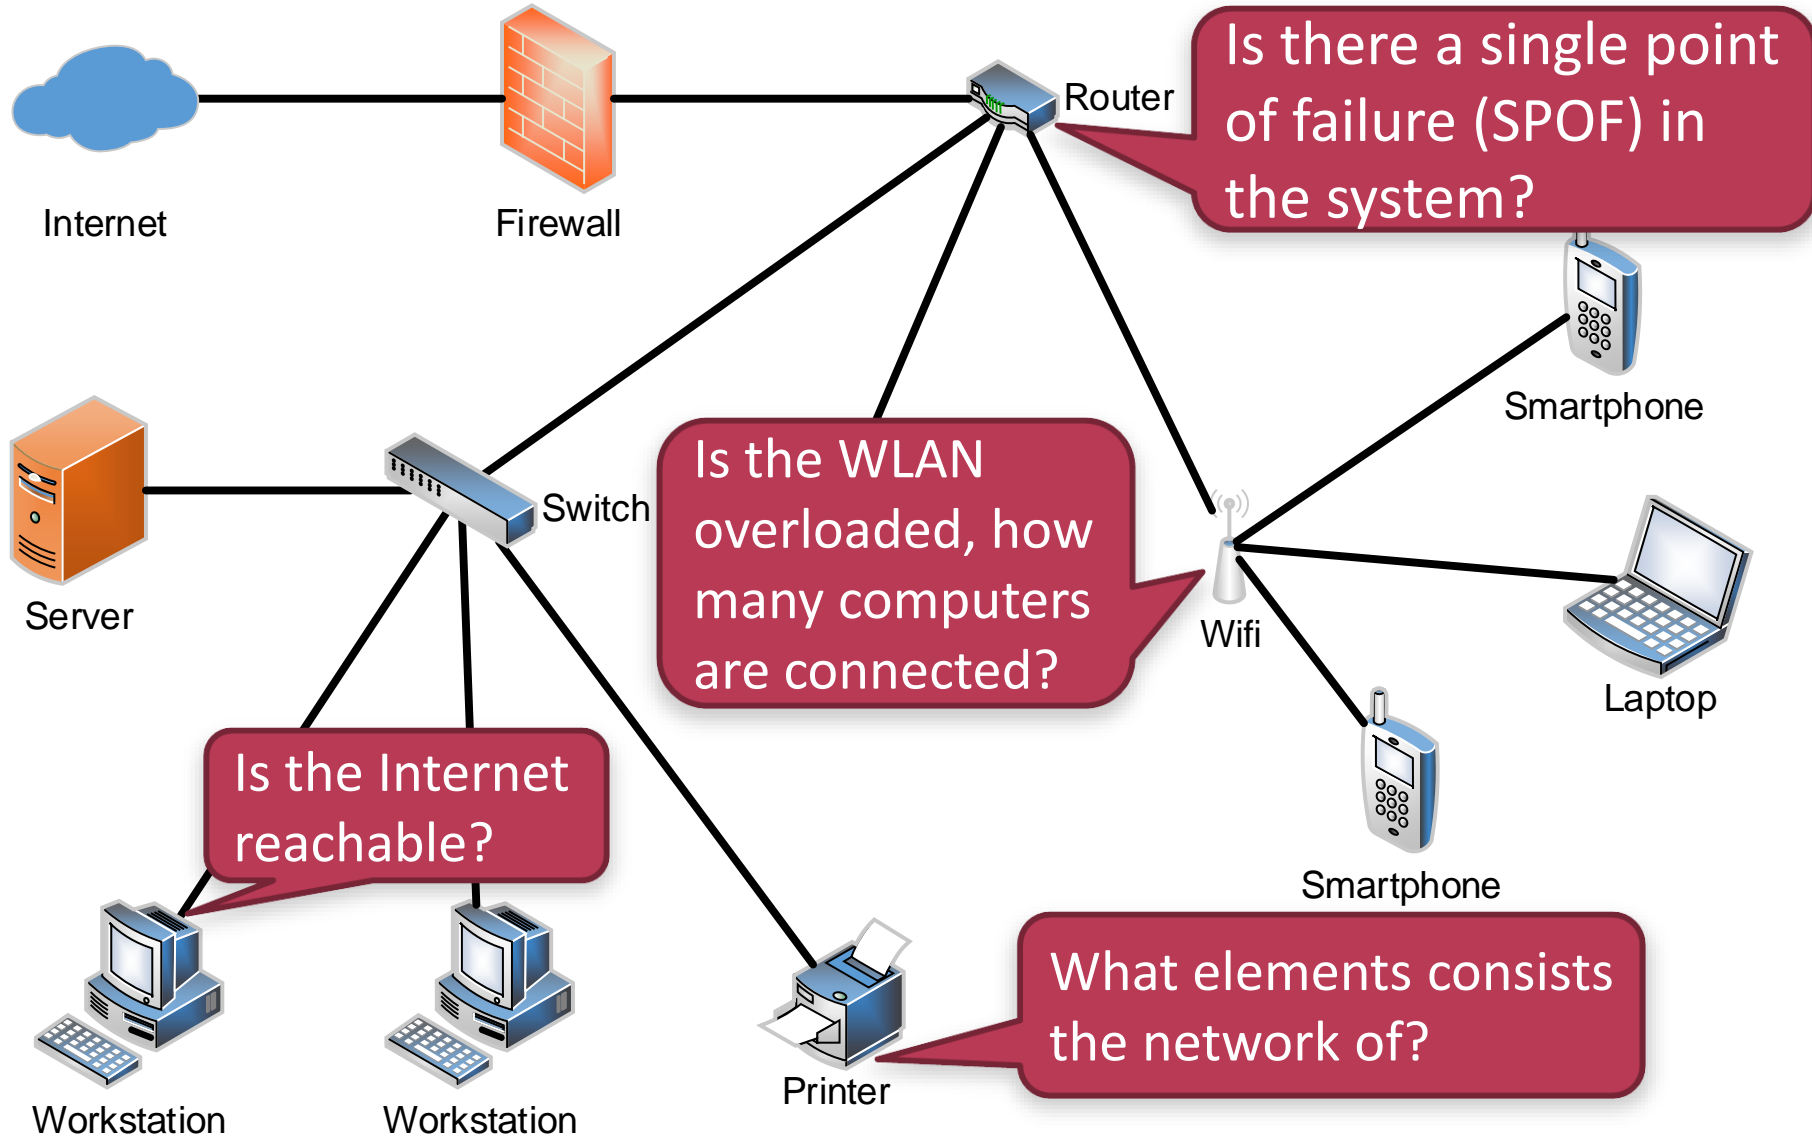 Is there a single point
of failure (SPOF) in
the system?
Router
Internet
Firewall
Smartphone
Is the WLAN
overloaded, how
many computers
are connected?
Switch
Server
Wifi
Laptop
Is the Internet
reachable?
Smartphone
What elements consists
the network of?
Printer
Workstation
Workstation